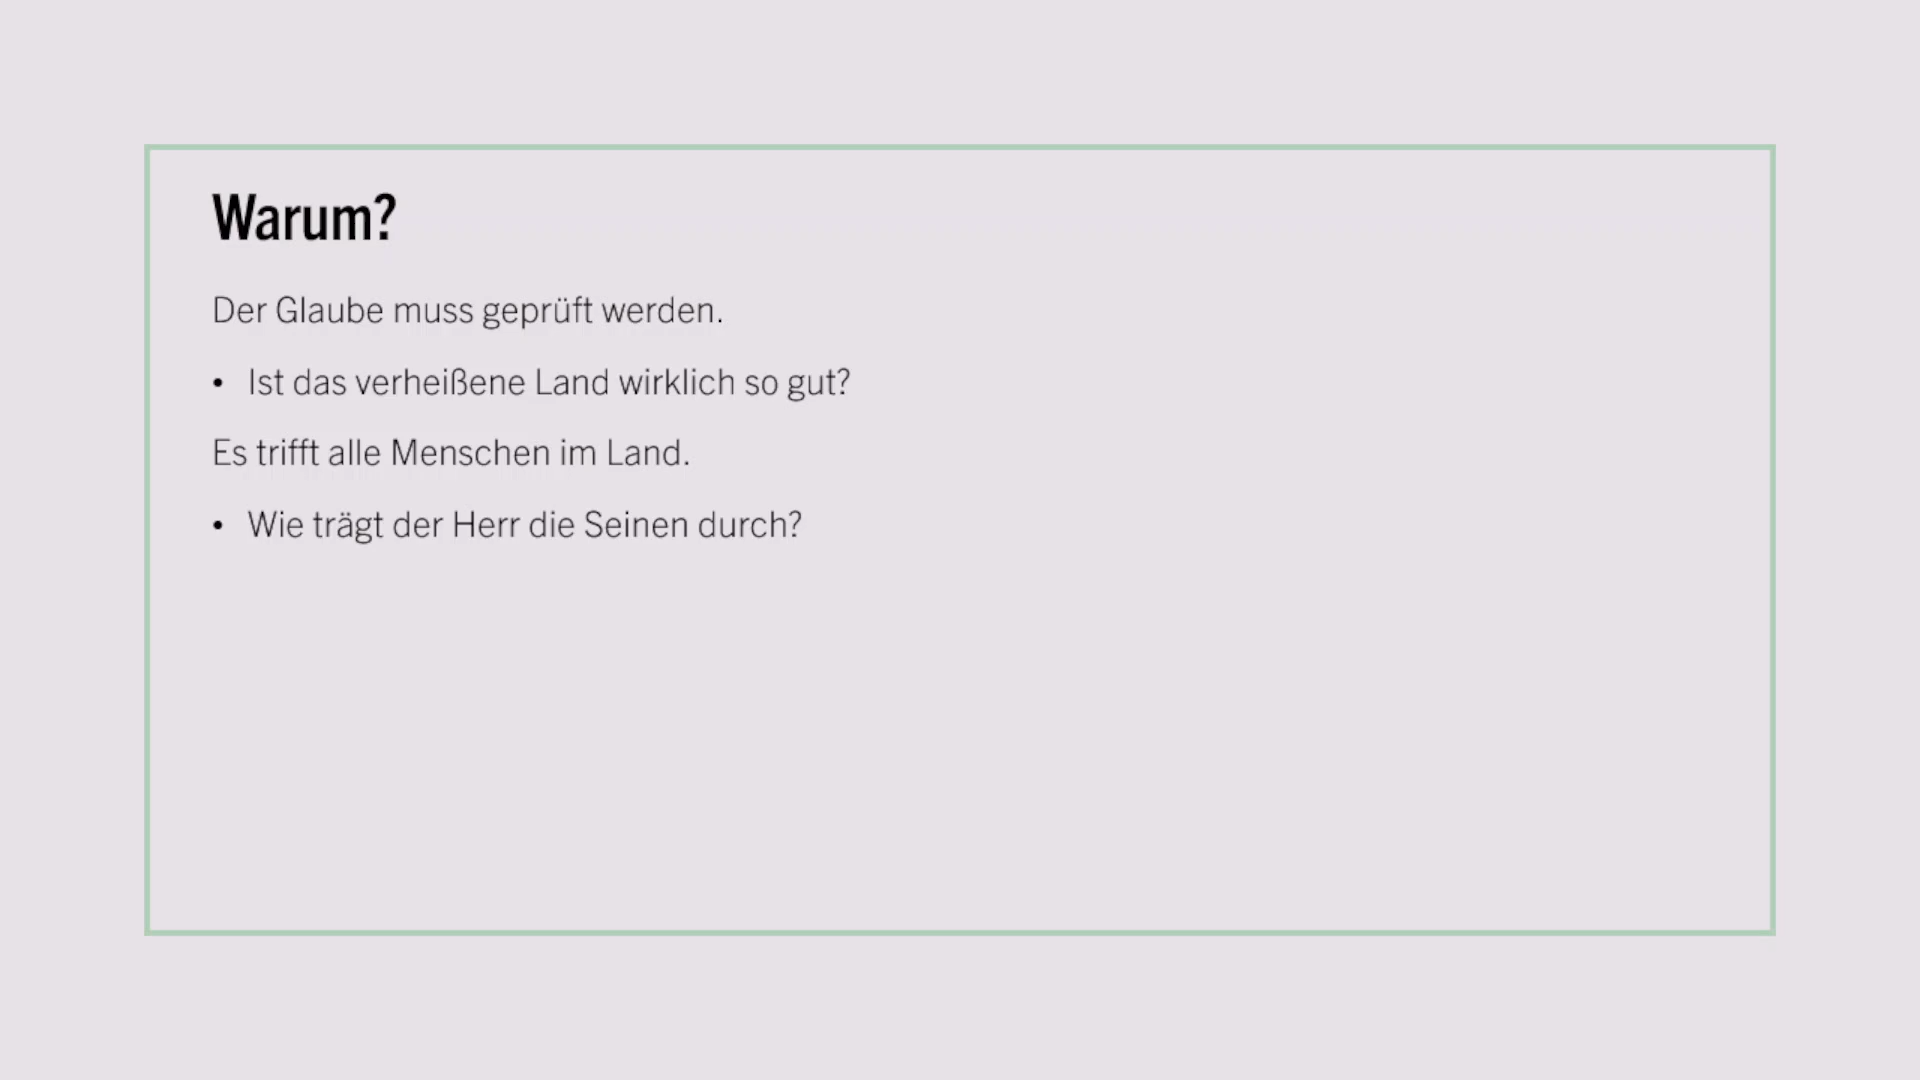 Warum?
Der Glaube muss geprüft werden.
• Ist das verheißene Land wirklich so gut?
Es trifft alle Menschen im Land.
• Wie trägt der Herr die Seinen durch?